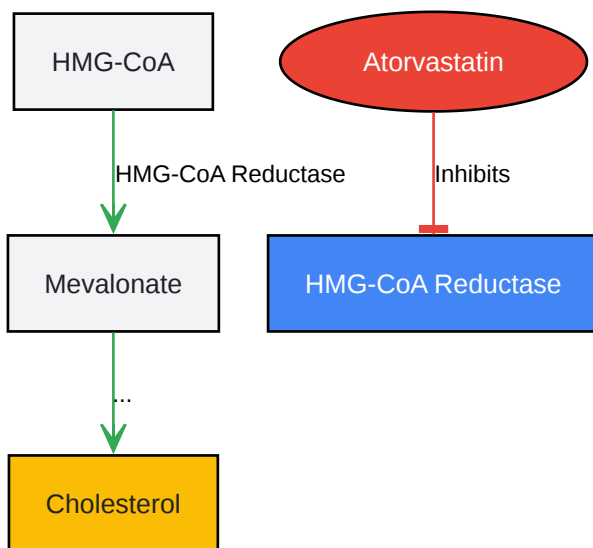 HMG-CoA
Atorvastatin
HMG-CoA Reductase
Inhibits
Mevalonate
HMG-CoA Reductase
...
Cholesterol